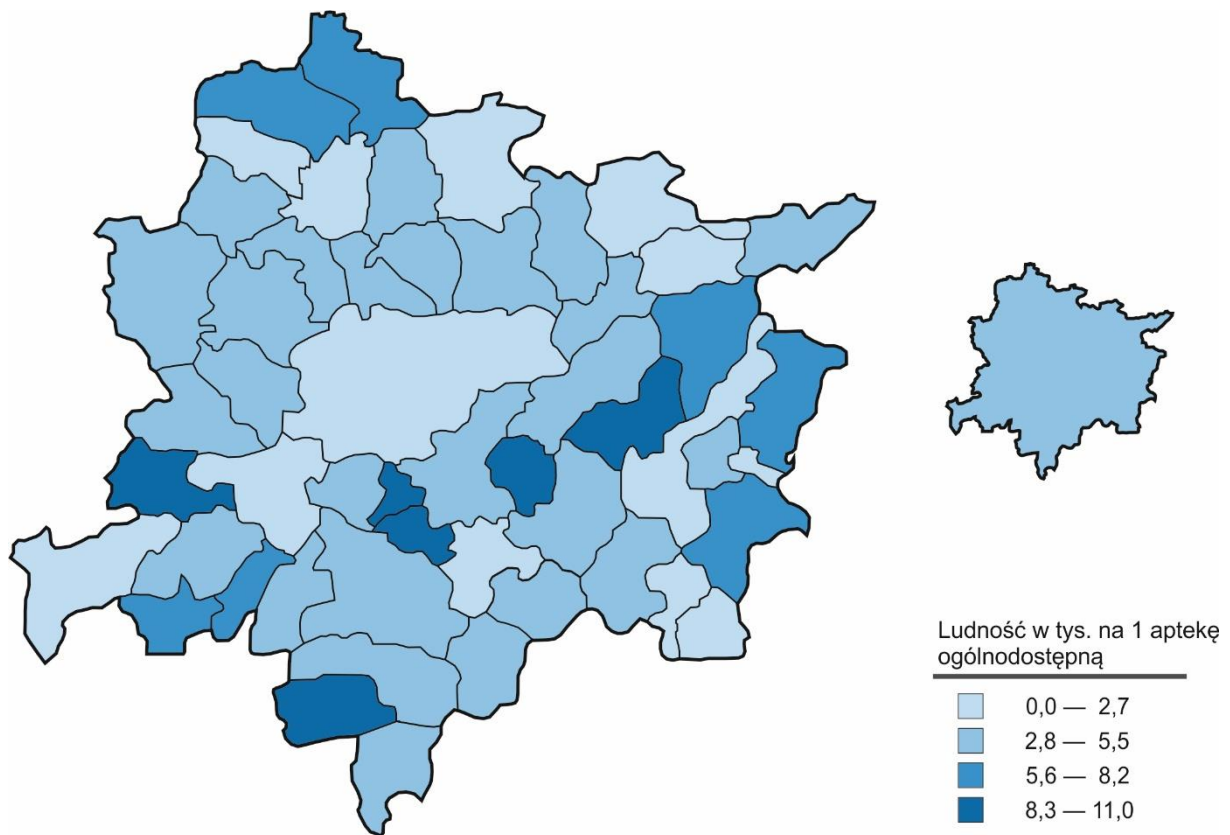 Ludność w tys. na 1 aptekę
ogólnodostępną
0,0 — 2,7
2,8 — 5,5
5,6 — 8,2
8,3 — 11,0